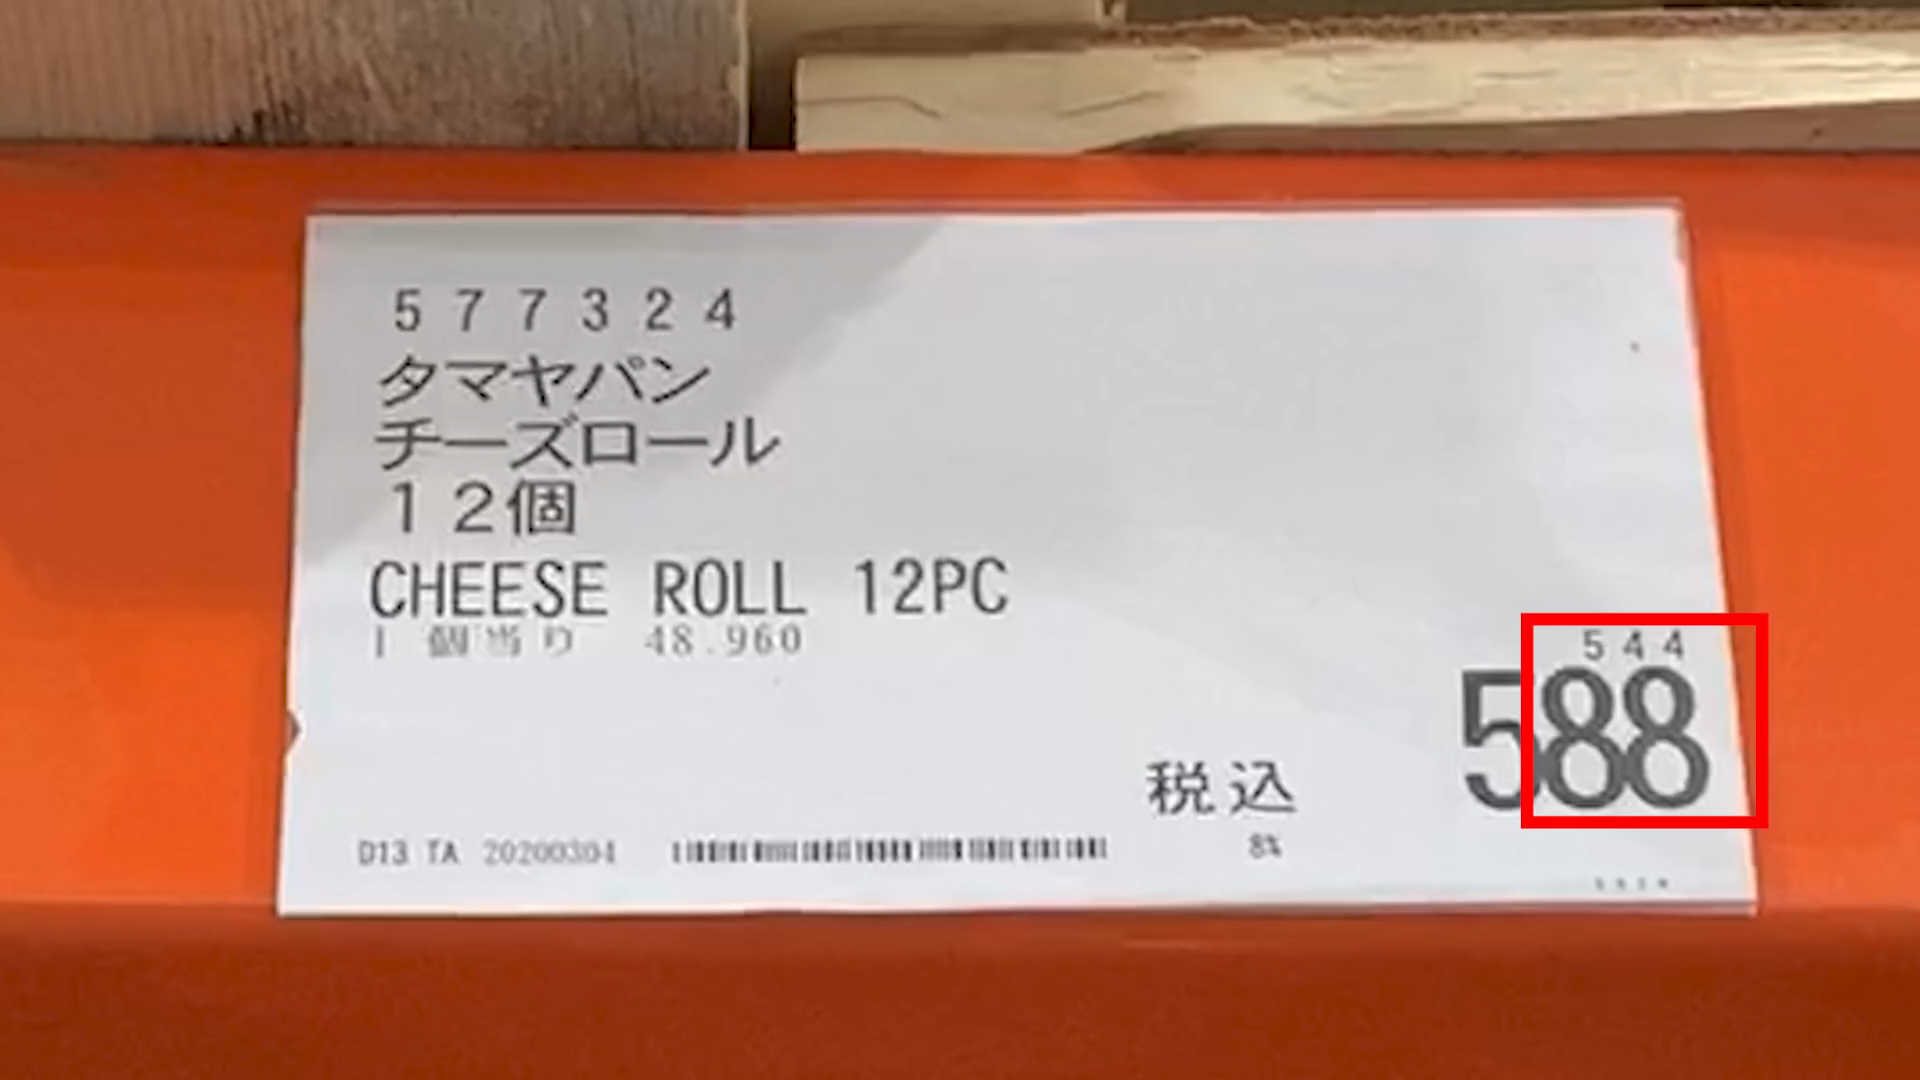 577324
タマヤパン
チーズロール
12個
CHEESE ROLL 12PC
1個当り 48.960
544
588
税込
8%
D13 TA 20200304